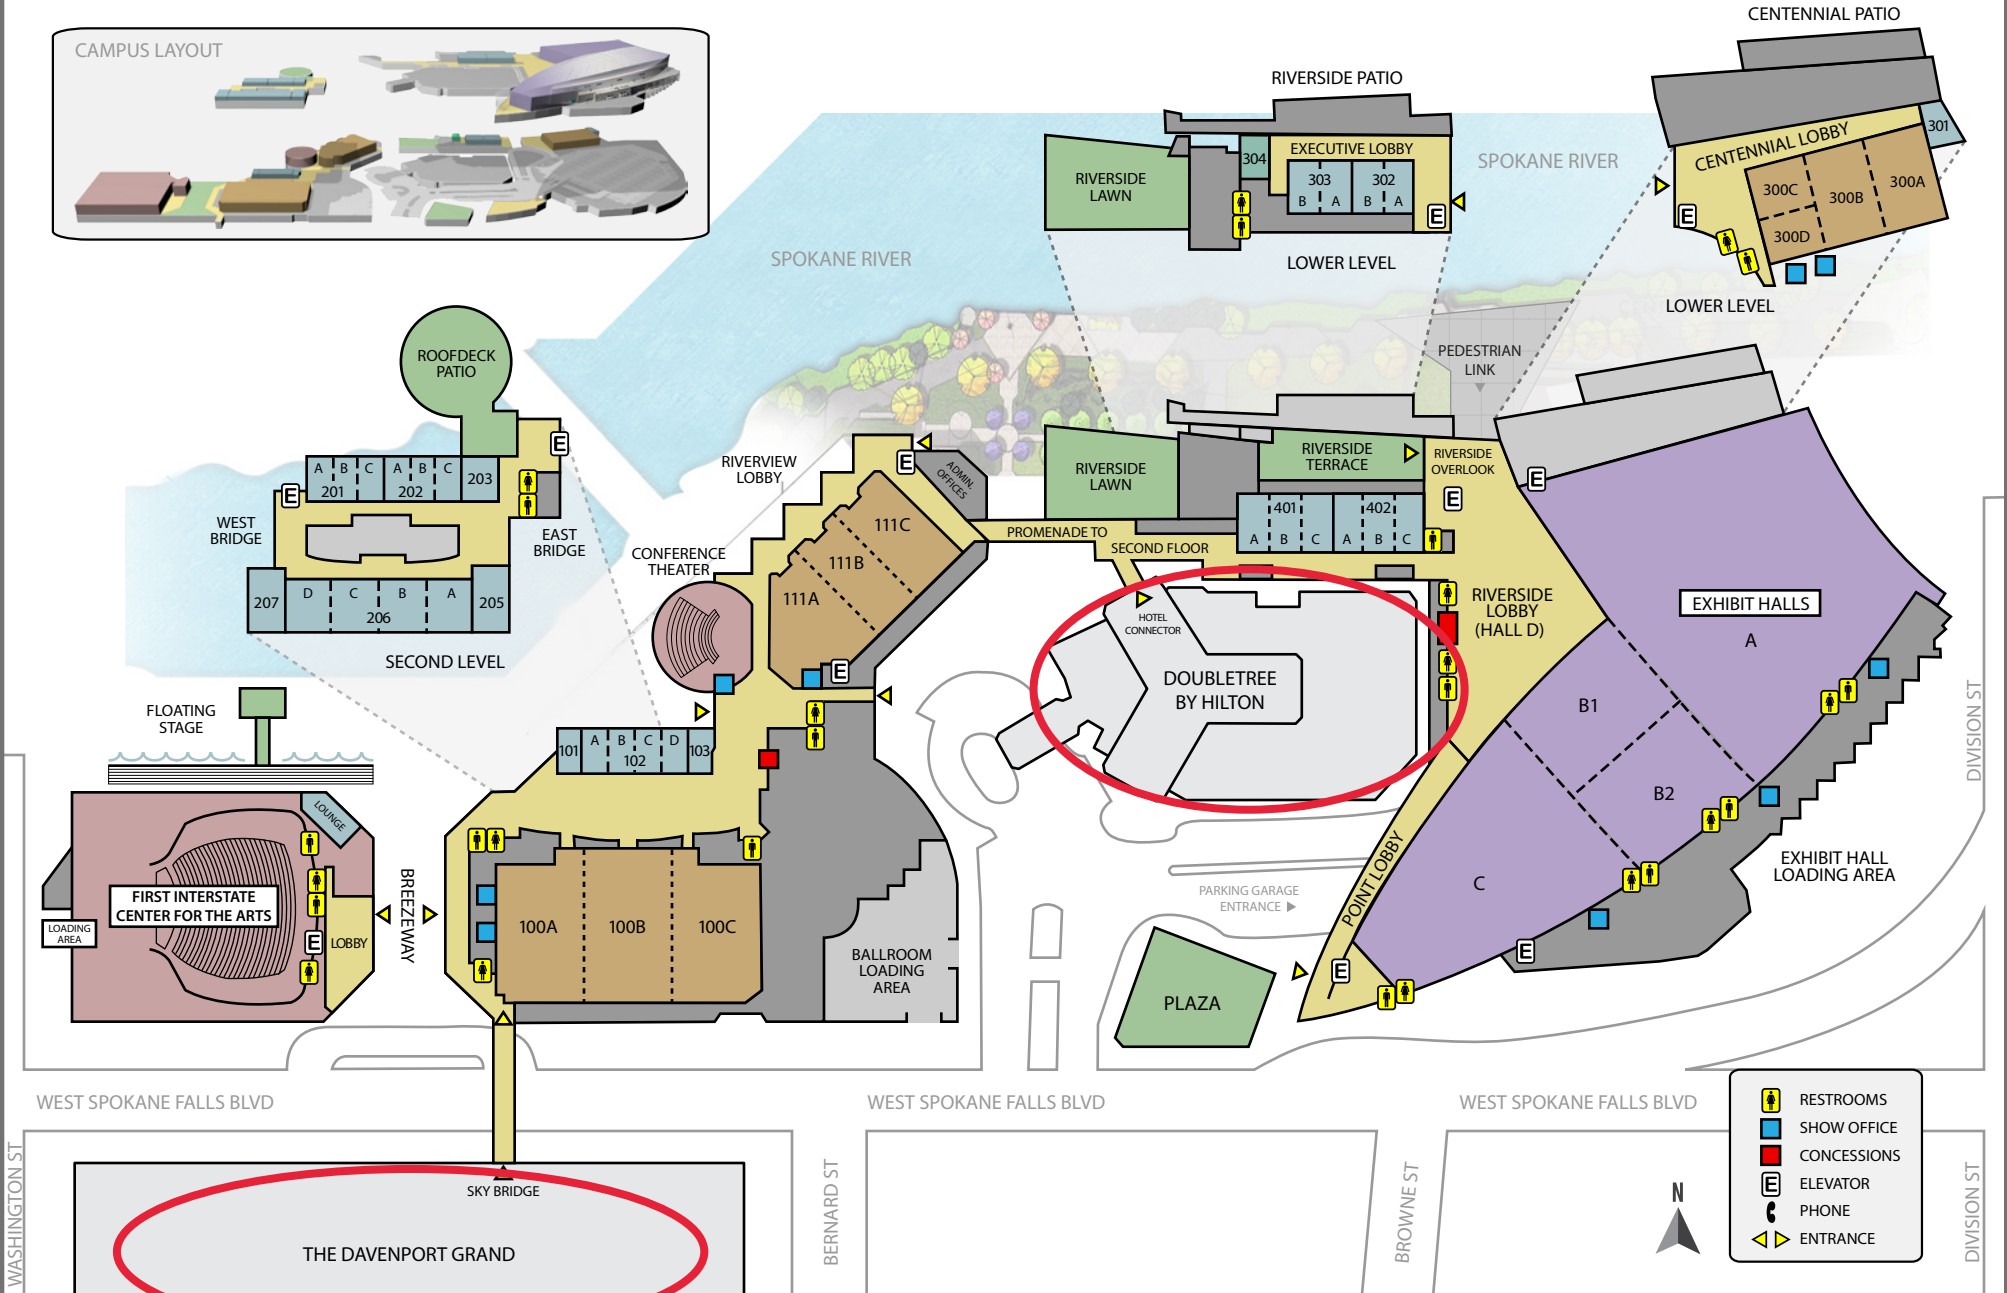 CAMPUS LAYOUT
CENTENNIAL PATIO
RIVERSIDE PATIO
SPOKANE RIVER
301
CENTENNIAL LOBBY
300C
300B
300A
300D
E
LOWER LEVEL
RIVERSIDE
LAWN
304
EXECUTIVE LOBBY
303
302
B A B A
E
LOWER LEVEL
SPOKANE RIVER
PEDESTRIAN
LINK
ROOFDECK
PATIO
E
A B C A B C
201 202 203
E
WEST
BRIDGE
EAST
BRIDGE
207
D C B A
206
205
SECOND LEVEL
RIVERVIEW
LOBBY
E
ADMIN.
OFFICES
111C
111B
111A
CONFERENCE
THEATER
E
RIVERSIDE
LAWN
RIVERSIDE
TERRACE
RIVERSIDE
OVERLOOK
E
E
401 402
A B C A B C
PROMENADE TO
SECOND FLOOR
HOTEL
CONNECTOR
DOUBLETREE
BY HILTON
RIVERSIDE
LOBBY
(HALL D)
EXHIBIT HALLS
A
B1
B2
C
POINT LOBBY
E
E
EXHIBIT HALL
LOADING AREA
FLOATING
STAGE
101
A B C D
102
103
LOUNGE
FIRST INTERSTATE
CENTER FOR THE ARTS
LOADING
AREA
E
LOBBY
BREEZEWAY
100A
100B
100C
BALLROOM
LOADING
AREA
PARKING GARAGE
ENTRANCE
PLAZA
WEST SPOKANE FALLS BLVD
WEST SPOKANE FALLS BLVD
WEST SPOKANE FALLS BLVD
WASHINGTON ST
BERNARD ST
BROWNE ST
DIVISION ST
DIVISION ST
SKY BRIDGE
THE DAVENPORT GRAND
N
RESTROOMS
SHOW OFFICE
CONCESSIONS
E ELEVATOR
PHONE
ENTRANCE